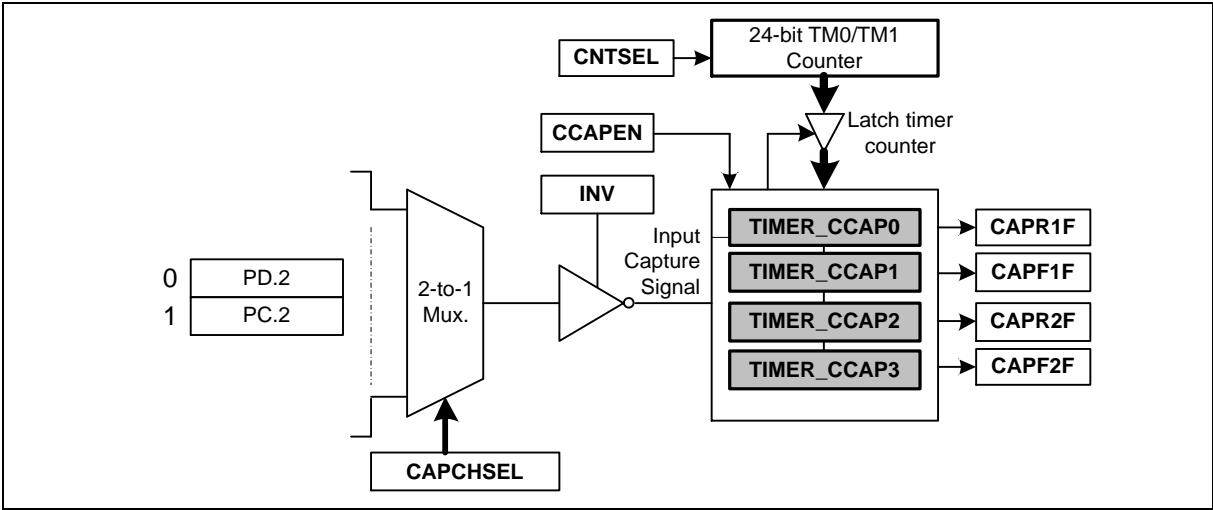 24-bit TM0/TM1
Counter
CNTSEL
Latch timer
counter
CCAPEN
INV
Input
Capture
Signal
0 PD.2
1 PC.2
2-to-1
Mux.
TIMER_CCAP0
TIMER_CCAP1
TIMER_CCAP2
TIMER_CCAP3
CAPR1F
CAPF1F
CAPR2F
CAPF2F
CAPCHSEL